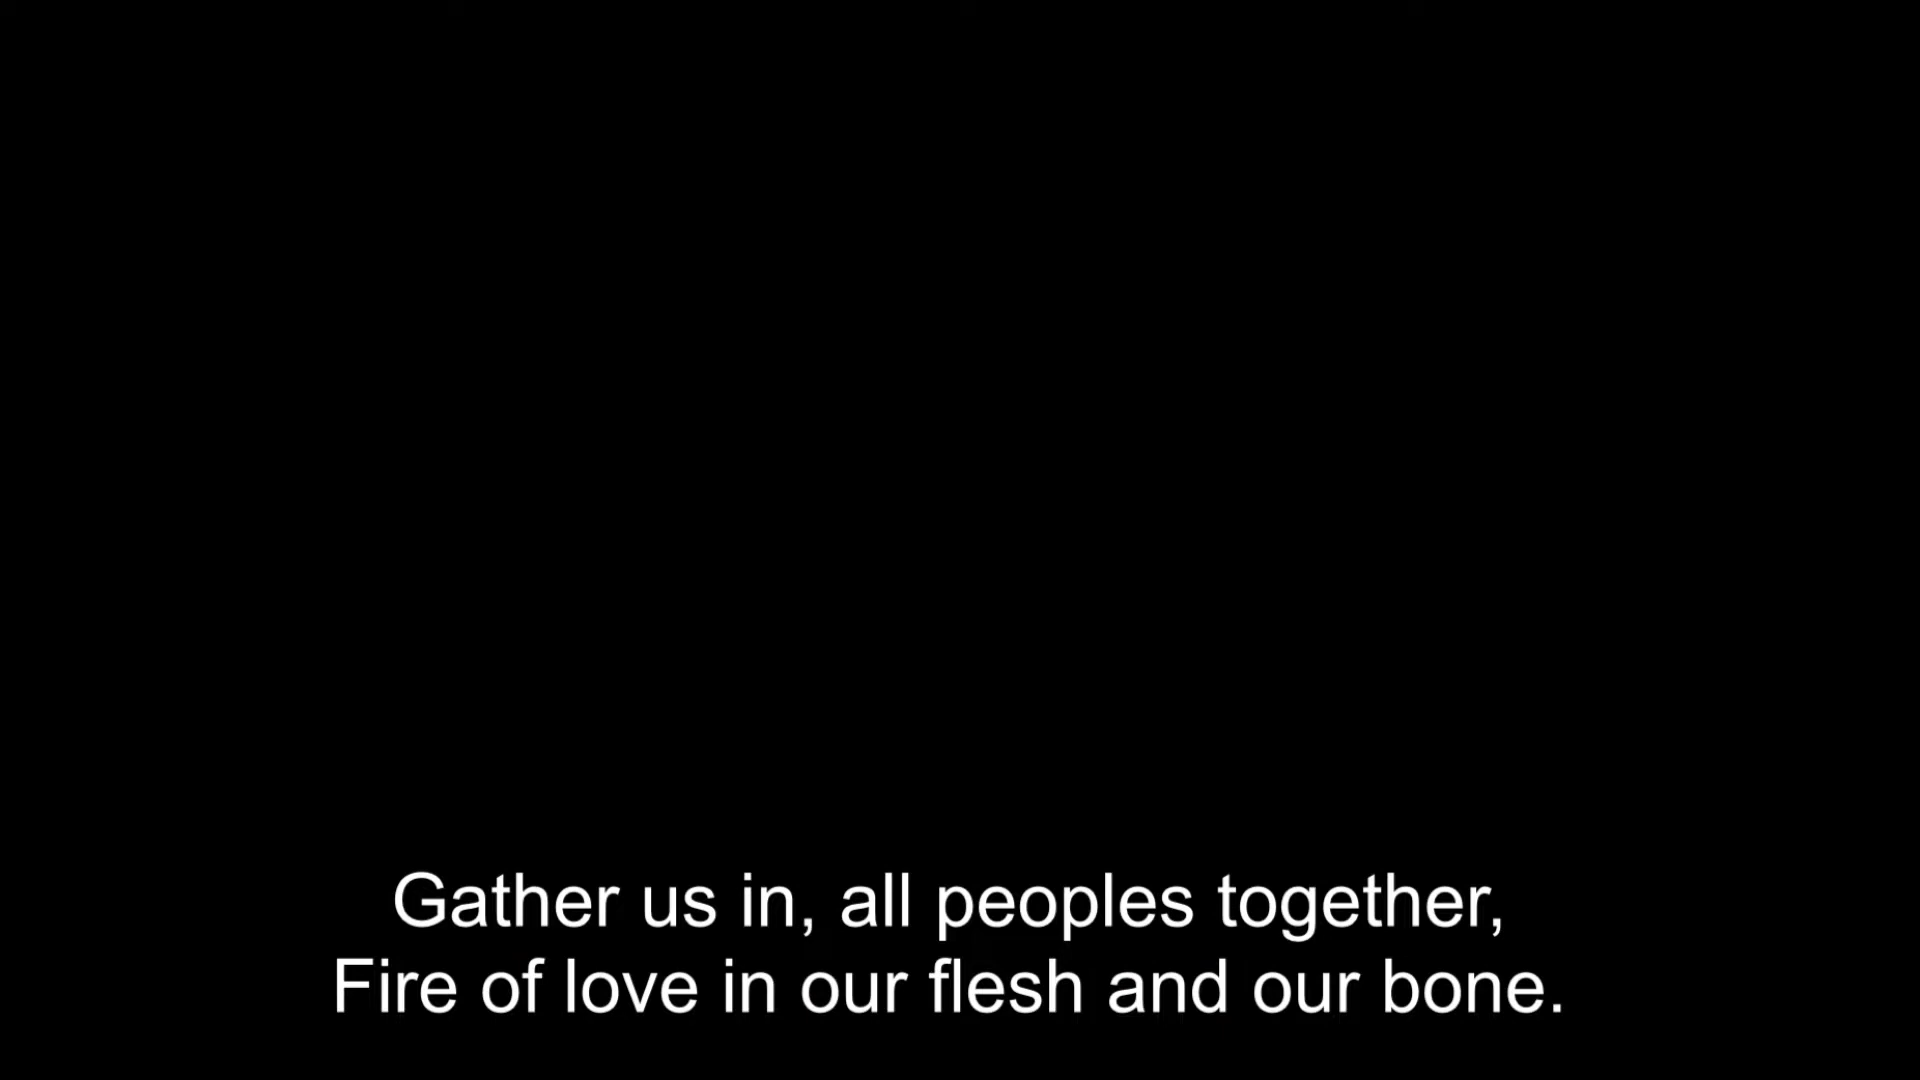 Gather us in, all peoples together,
Fire of love in our flesh and our bone.